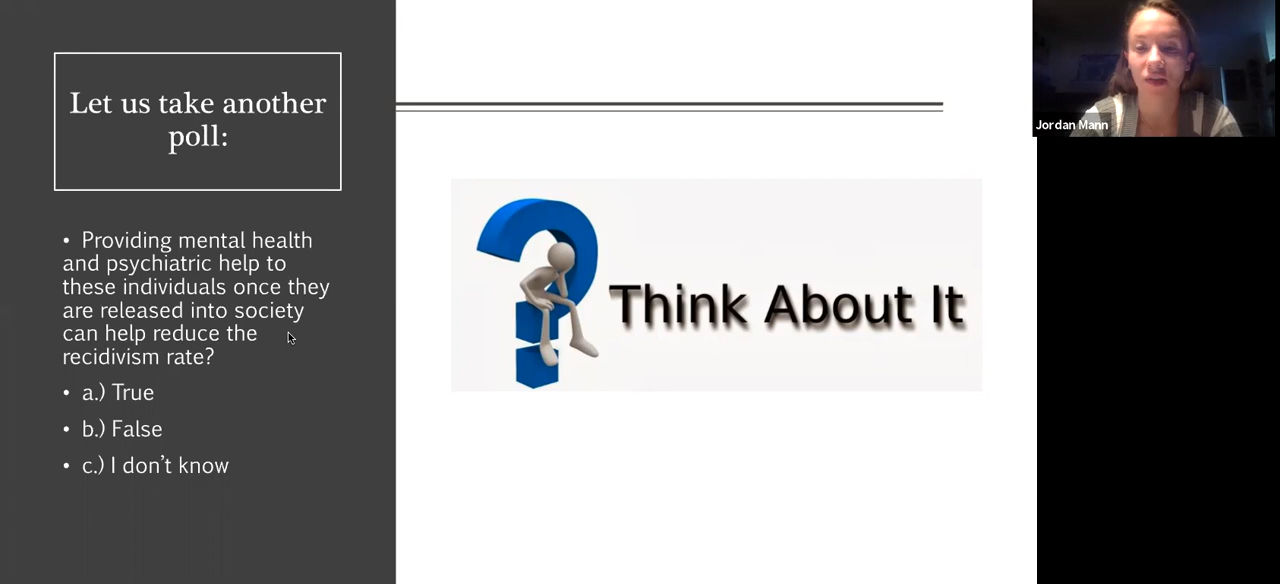 Let us take another
poll:
• Providing mental health
and psychiatric help to
these individuals once they
are released into society
can help reduce the
recidivism rate?
• a.) True
• b.) False
• c.) I don't know
Think About It
Jordan Mann